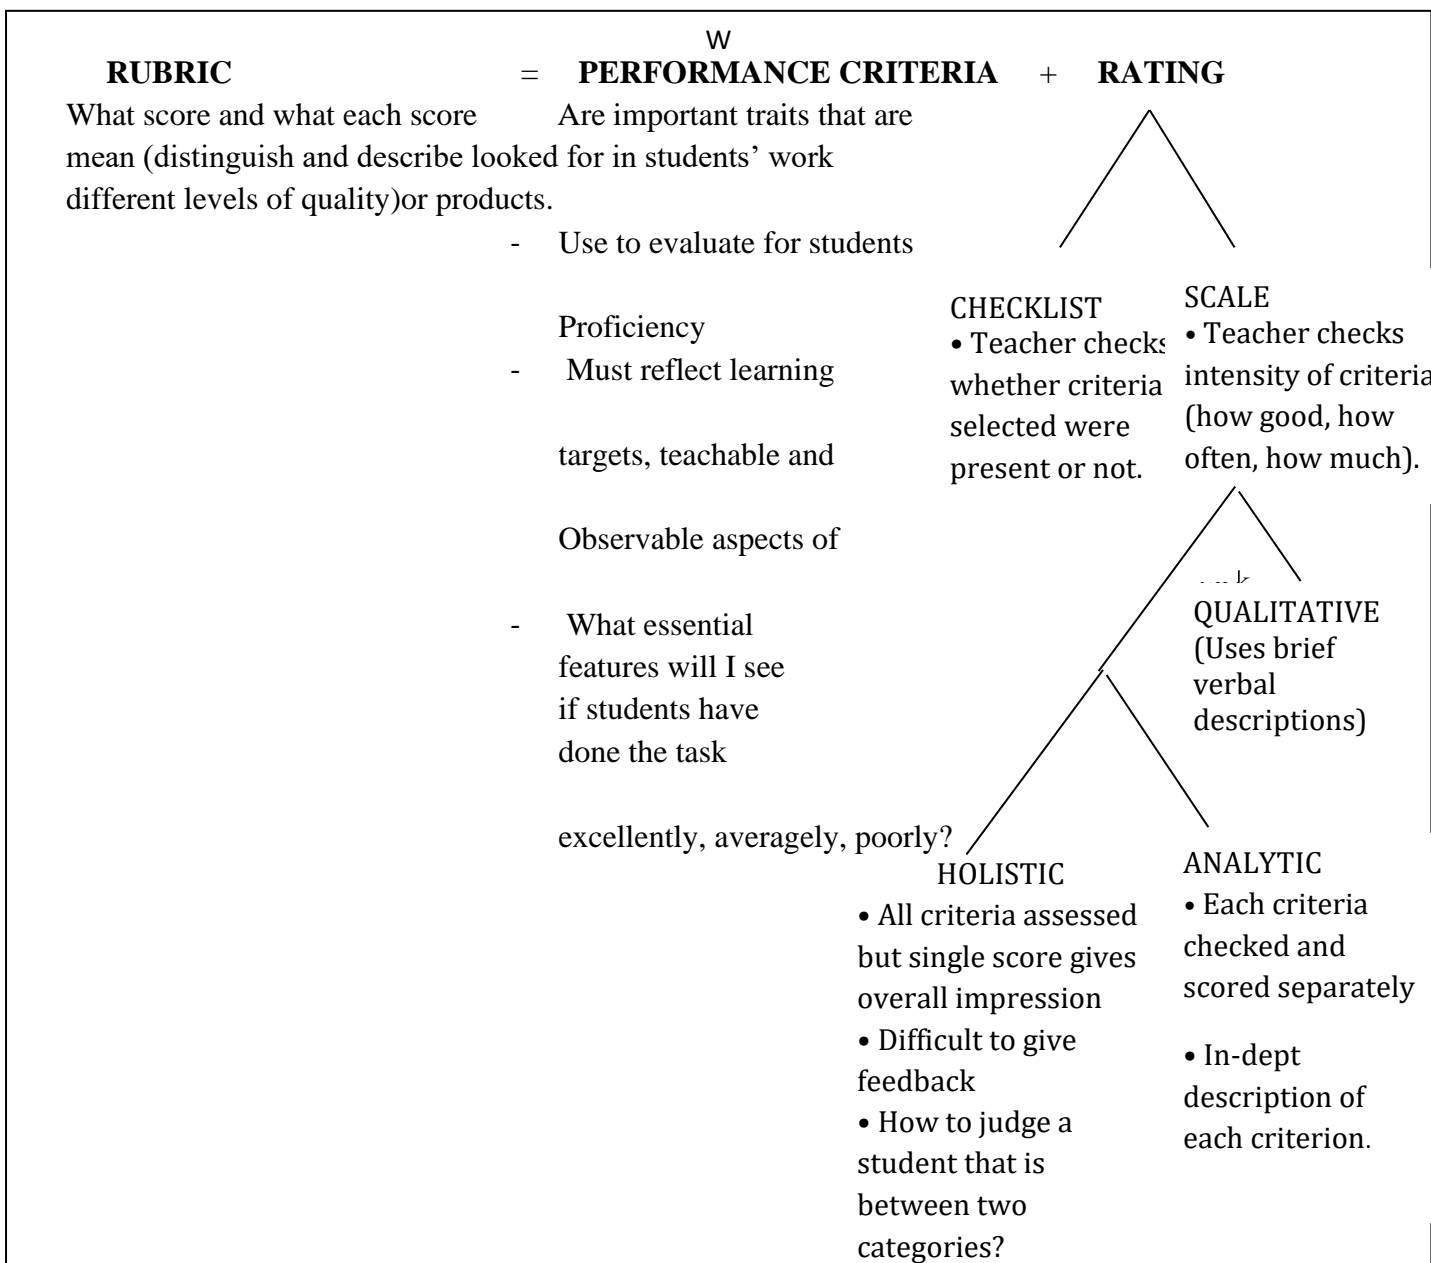 W
RUBRIC = PERFORMANCE CRITERIA + RATING
What score and what each score Are important traits that are
mean (distinguish and describe looked for in students’ work
different levels of quality)or products.
- Use to evaluate for students
Proficiency
- Must reflect learning
targets, teachable and
Observable aspects of
- What essential
features will I see
if students have
done the task
excellently, averagely, poorly?
CHECKLIST
• Teacher checks
whether criteria
selected were
present or not.
SCALE
• Teacher checks
intensity of criteria
(how good, how
often, how much).
QUALITATIVE
(Uses brief
verbal
descriptions)
HOLISTIC
• All criteria assessed
but single score gives
overall impression
• Difficult to give
feedback
• How to judge a
student that is
between two
categories?
ANALYTIC
• Each criteria
checked and
scored separately
• In-dept
description of
each criterion.